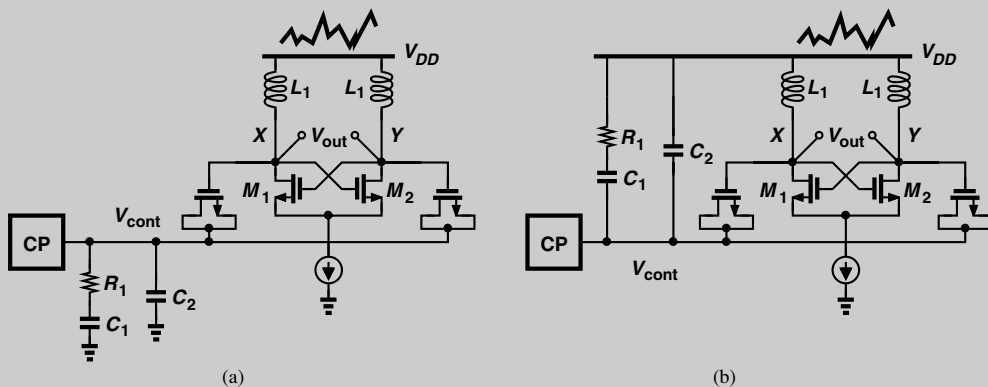 V_DD
L_1 L_1
X V_out Y
M_1 M_2
V_cont
CP
R_1
C_2
C_1
(a)
V_DD
L_1 L_1
X V_out Y
R_1
C_2
C_1
M_1 M_2
CP
V_cont
(b)